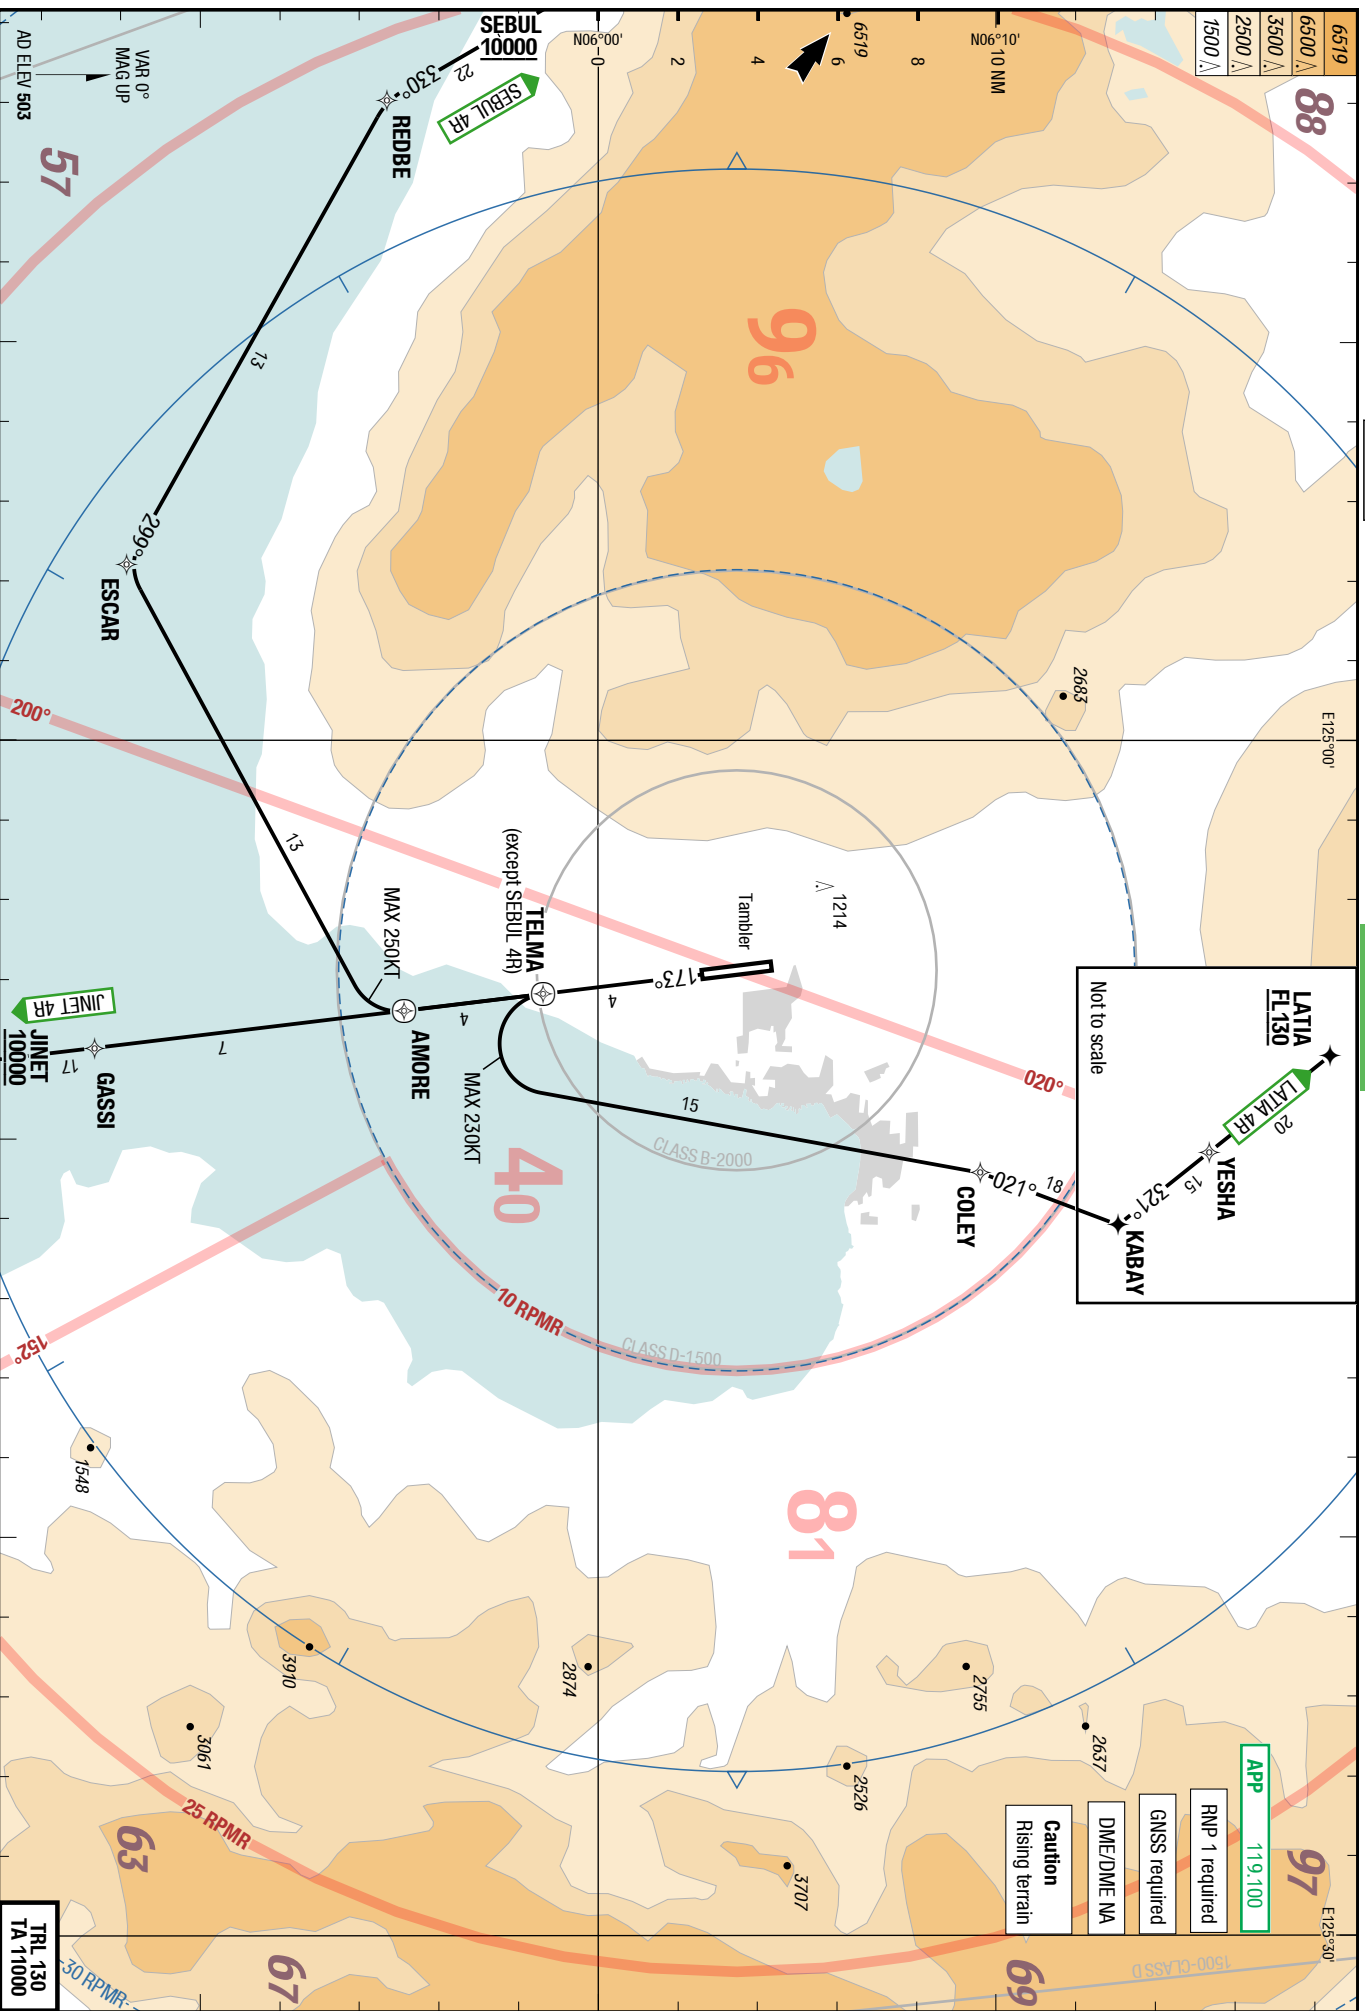 6519
6500
3500
2500
1500
88
6519
N06°10'
10 NM
8
6
4
2
0
N06°00'
SEBUL
10000
22
330°
SEBUL 4R
REDBE
VAR 0°
MAG UP
AD ELEV 503
57
96
13
299°
ESCAR
2683
E125°00'
200°
13
MAX 250KT
TELMA
(except SEBUL 4R)
Tambler
1214
173°
4
4
AMORE
MAX 230KT
JINET 4R
JINET
10000
17
GASSI
7
15
CLASS B-2000
020°
Not to scale
LATIA
FL130
LATIA 4R
20
YESHA
15
321°
KABAY
18
021°
COLEY
40
10 RPMR
CLASS D-1500
152°
1548
81
3910
2874
2755
2637
2526
3061
3707
25 RPMR
63
67
APP 119.100
RNP 1 required
GNSS required
DME/DME NA
Caution
Rising terrain
97
E125°30'
1500-CLASS D
69
30 RPMR
TRL 130
TA 11000